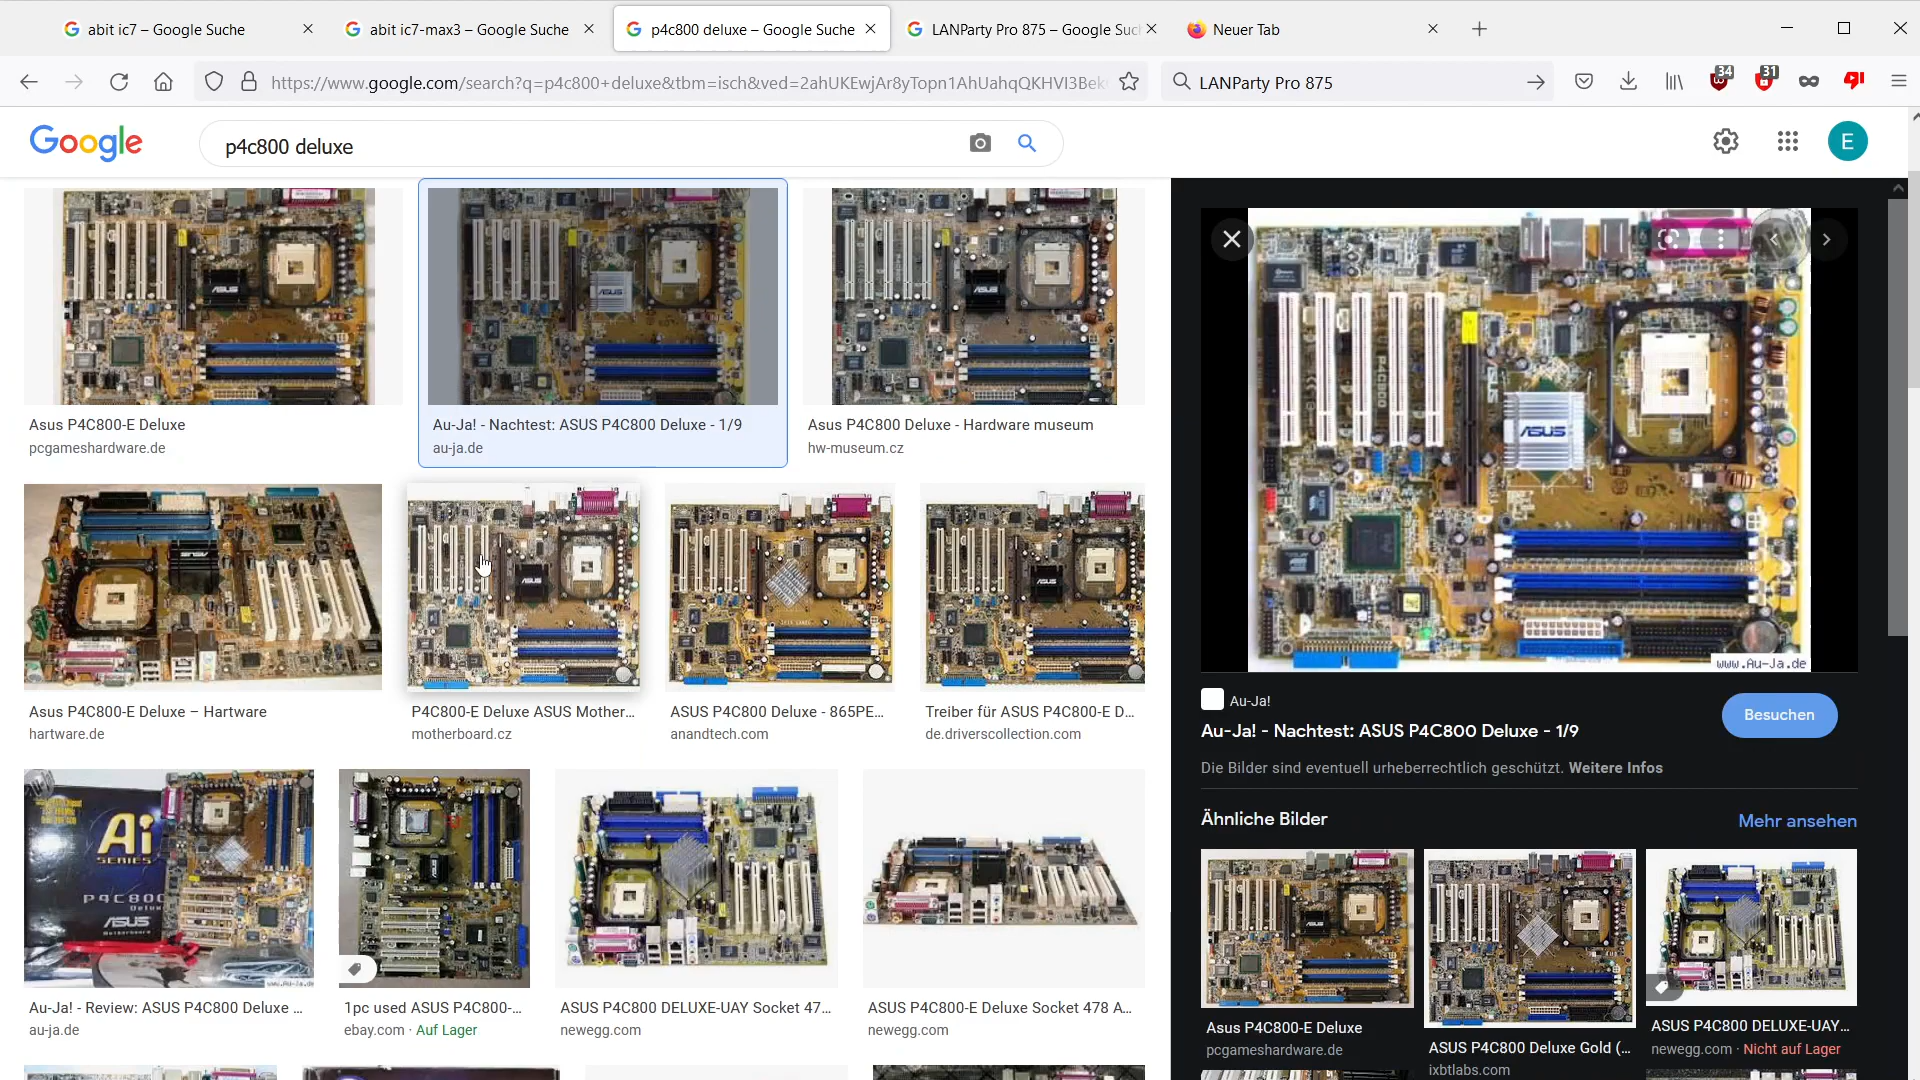 abit ic7 – Google Suche
abit ic7-max3 – Google Suche
p4c800 deluxe – Google Suche
LANParty Pro 875 – Google Suc
Neuer Tab
https://www.google.com/search?q=p4c800+deluxe&tbm=isch&ved=2ahUKEwjAr8yTopn1AhUahqQKHVI3Bek
LANParty Pro 875
34
31
Google
p4c800 deluxe
E
Asus P4C800-E Deluxe
pcgameshardware.de
Au-Ja! - Nachtest: ASUS P4C800 Deluxe - 1/9
au-ja.de
Asus P4C800 Deluxe - Hardware museum
hw-museum.cz
ASUS
www.Au-Ja.de
Asus P4C800-E Deluxe – Hartware
hartware.de
P4C800-E Deluxe ASUS Mother...
motherboard.cz
ASUS P4C800 Deluxe - 865PE...
anandtech.com
Treiber für ASUS P4C800-E D...
de.driverscollection.com
Au-Ja!
Au-Ja! - Nachtest: ASUS P4C800 Deluxe - 1/9
Besuchen
Die Bilder sind eventuell urheberrechtlich geschützt. Weitere Infos
Ähnliche Bilder
Mehr ansehen
Ai
SERIES
P4C800
Deluxe
ASUS
Au-Ja! - Review: ASUS P4C800 Deluxe ...
au-ja.de
1pc used ASUS P4C800-...
ebay.com · Auf Lager
ASUS P4C800 DELUXE-UAY Socket 47...
newegg.com
ASUS P4C800-E Deluxe Socket 478 A...
newegg.com
Asus P4C800-E Deluxe
pcgameshardware.de
ASUS P4C800 Deluxe Gold (...
ixbtlabs.com
ASUS P4C800 DELUXE-UAY...
newegg.com · Nicht auf Lager